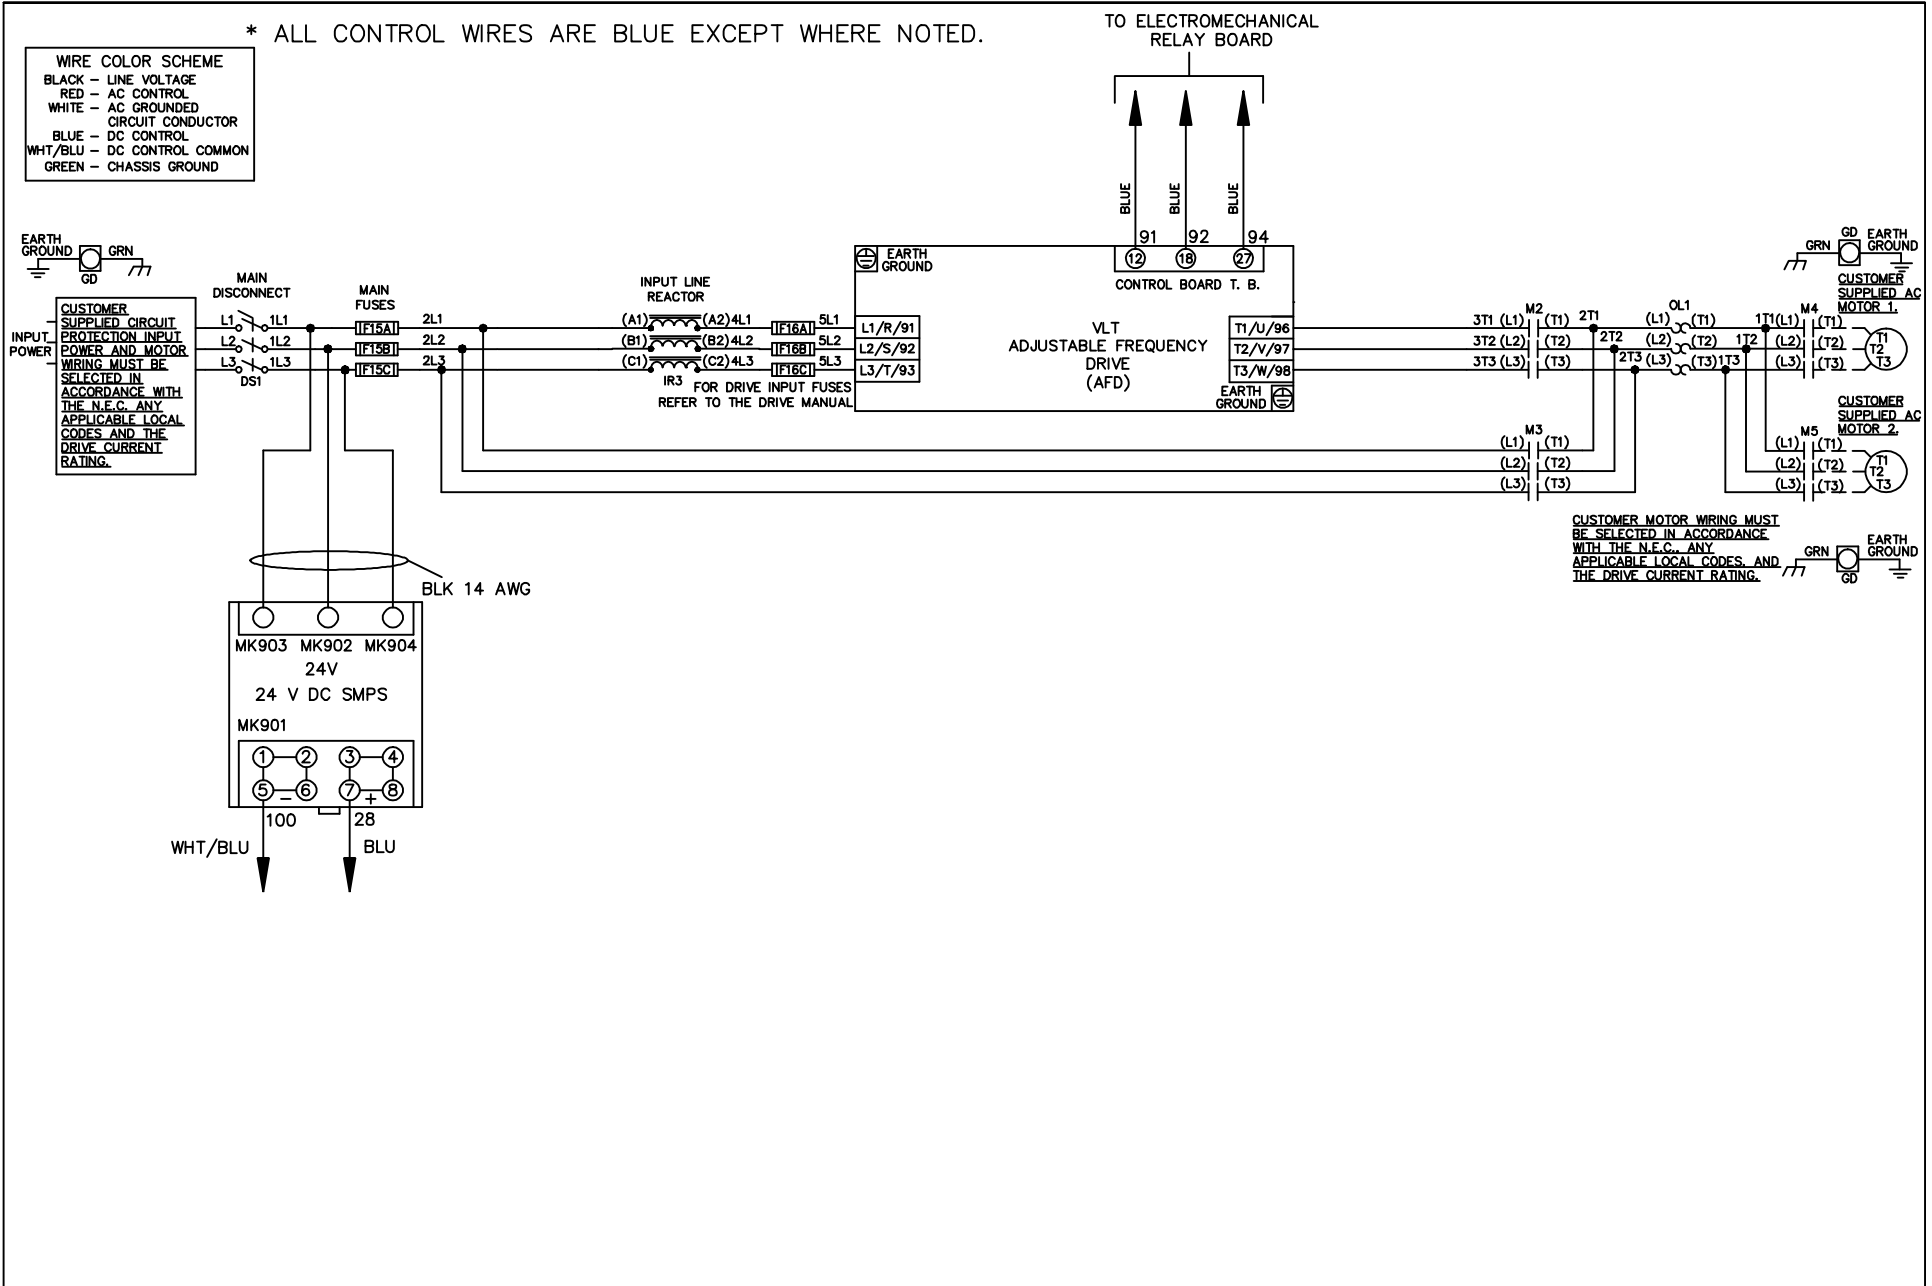 * ALL CONTROL WIRES ARE BLUE EXCEPT WHERE NOTED.
TO ELECTROMECHANICAL
RELAY BOARD
WIRE COLOR SCHEME
BLACK – LINE VOLTAGE
RED – AC CONTROL
WHITE – AC GROUNDED
CIRCUIT CONDUCTOR
BLUE – DC CONTROL
WHT/BLU – DC CONTROL COMMON
GREEN – CHASSIS GROUND
BLUE
BLUE
BLUE
91
92
94
12
18
27
CONTROL BOARD T. B.
EARTH
GROUND
GRN
GD
INPUT
POWER
CUSTOMER
SUPPLIED CIRCUIT
PROTECTION INPUT
POWER AND MOTOR
WIRING MUST BE
SELECTED IN
ACCORDANCE WITH
THE N.E.C. ANY
APPLICABLE LOCAL
CODES AND THE
DRIVE CURRENT
RATING.
MAIN
DISCONNECT
L1
1L1
L2
1L2
L3
1L3
DS1
MAIN
FUSES
F15A
F15B
F15C
2L1
2L2
2L3
INPUT LINE
REACTOR
(A1)
(A2)
4L1
(B1)
(B2)
4L2
(C1)
(C2)
4L3
IR3
F16A
5L1
F16B
5L2
F16C
5L3
FOR DRIVE INPUT FUSES
REFER TO THE DRIVE MANUAL
EARTH
GROUND
L1/R/91
L2/S/92
L3/T/93
VLT
ADJUSTABLE FREQUENCY
DRIVE
(AFD)
T1/U/96
T2/V/97
T3/W/98
EARTH
GROUND
M2
3T1 (L1) (T1) 2T1
3T2 (L2) (T2) 2T2
3T3 (L3) (T3) 2T3
OL1
(L1) (T1) 1T1
(L2) (T2) 1T2
(L3) (T3) 1T3
M4
(L1) (T1)
(L2) (T2)
(L3) (T3)
T1
T2
T3
GRN
GD
EARTH
GROUND
CUSTOMER
SUPPLIED AC
MOTOR 1.
M3
(L1) (T1)
(L2) (T2)
(L3) (T3)
CUSTOMER
SUPPLIED AC
MOTOR 2.
M5
(L1) (T1)
(L2) (T2)
(L3) (T3)
T1
T2
T3
CUSTOMER MOTOR WIRING MUST
BE SELECTED IN ACCORDANCE
WITH THE N.E.C., ANY
APPLICABLE LOCAL CODES, AND
THE DRIVE CURRENT RATING.
GRN
GD
EARTH
GROUND
BLK 14 AWG
MK903 MK902 MK904
24V
24 V DC SMPS
MK901
1 2 3 4
5 6 7 8
– +
100
28
WHT/BLU
BLU